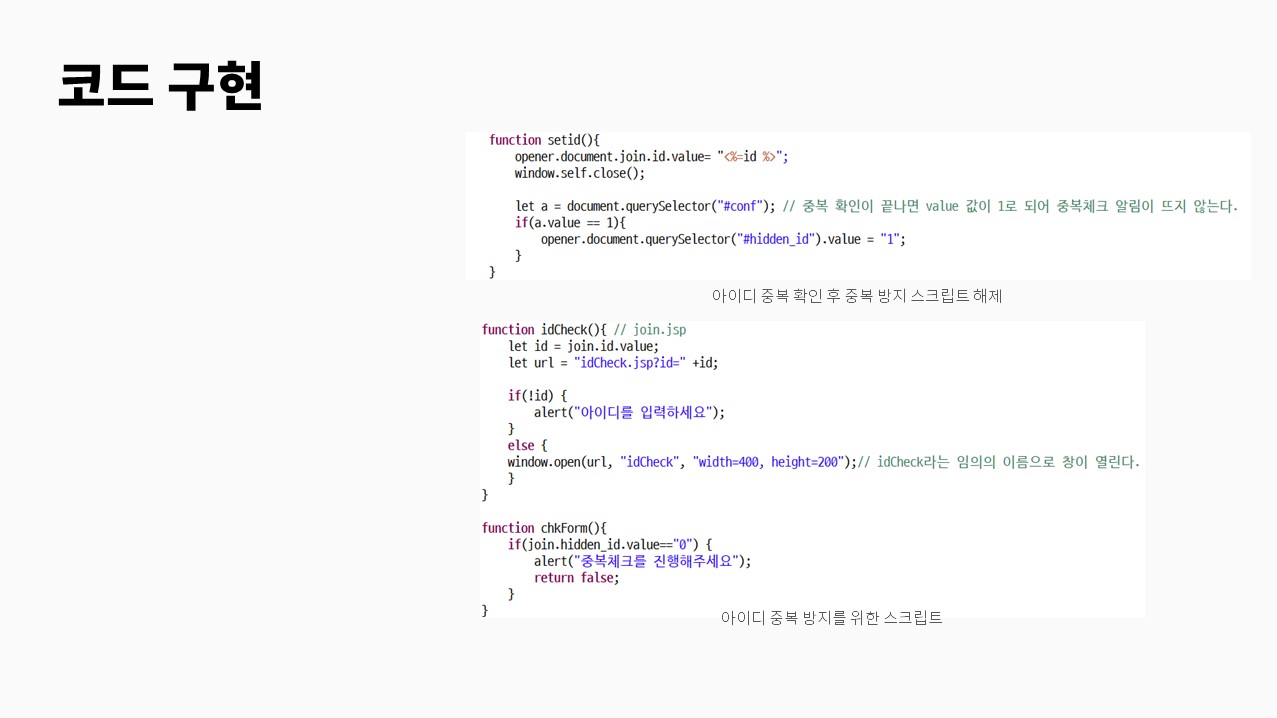 코드 구현
function setid(){
opener.document.join.id.value= "<%=id %>";
window.self.close();
let a = document.querySelector("#conf"); // 중복 확인이 끝나면 value 값이 1로 되어 중복체크 알림이 뜨지 않는다.
if(a.value == 1){
opener.document.querySelector("#hidden_id").value = "1";
}
}
아이디 중복 확인 후 중복 방지 스크립트 해제
function idCheck(){ // join.jsp
let id = join.id.value;
let url = "idCheck.jsp?id=" +id;
if(!id) {
alert("아이디를 입력하세요");
}
else {
window.open(url, "idCheck", "width=400, height=200");// idCheck라는 임의의 이름으로 창이 열린다.
}
}
function chkForm(){
if(join.hidden_id.value=="0") {
alert("중복체크를 진행해주세요");
return false;
}
}
아이디 중복 방지를 위한 스크립트